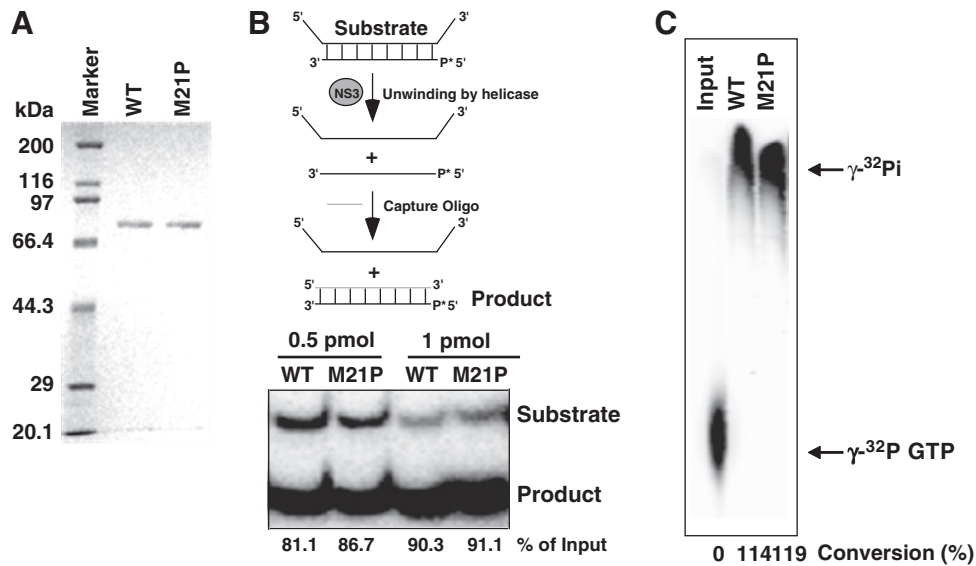 A
kDa
Marker
WT
M21P
200
116
97
66.4
44.3
29
20.1
B
5' 3'
Substrate
3' P* 5'
NS3
Unwinding by helicase
+
3' P* 5'
Capture Oligo
5' 3'
+
5' 3'
3' P* 5'
Product
0.5 pmol 1 pmol
WT M21P WT M21P
Substrate
Product
81.1 86.7 90.3 91.1 % of Input
C
Input
WT
M21P
γ-³²Pi
γ-³²P GTP
0 114119 Conversion (%)